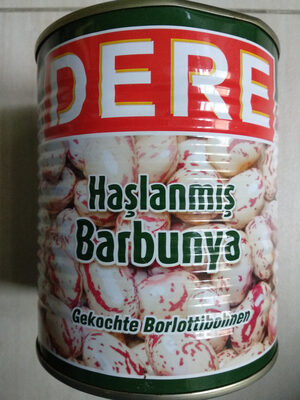 DERE
Haşlanmış
Barbunya
Gekochte Borlottibohnen